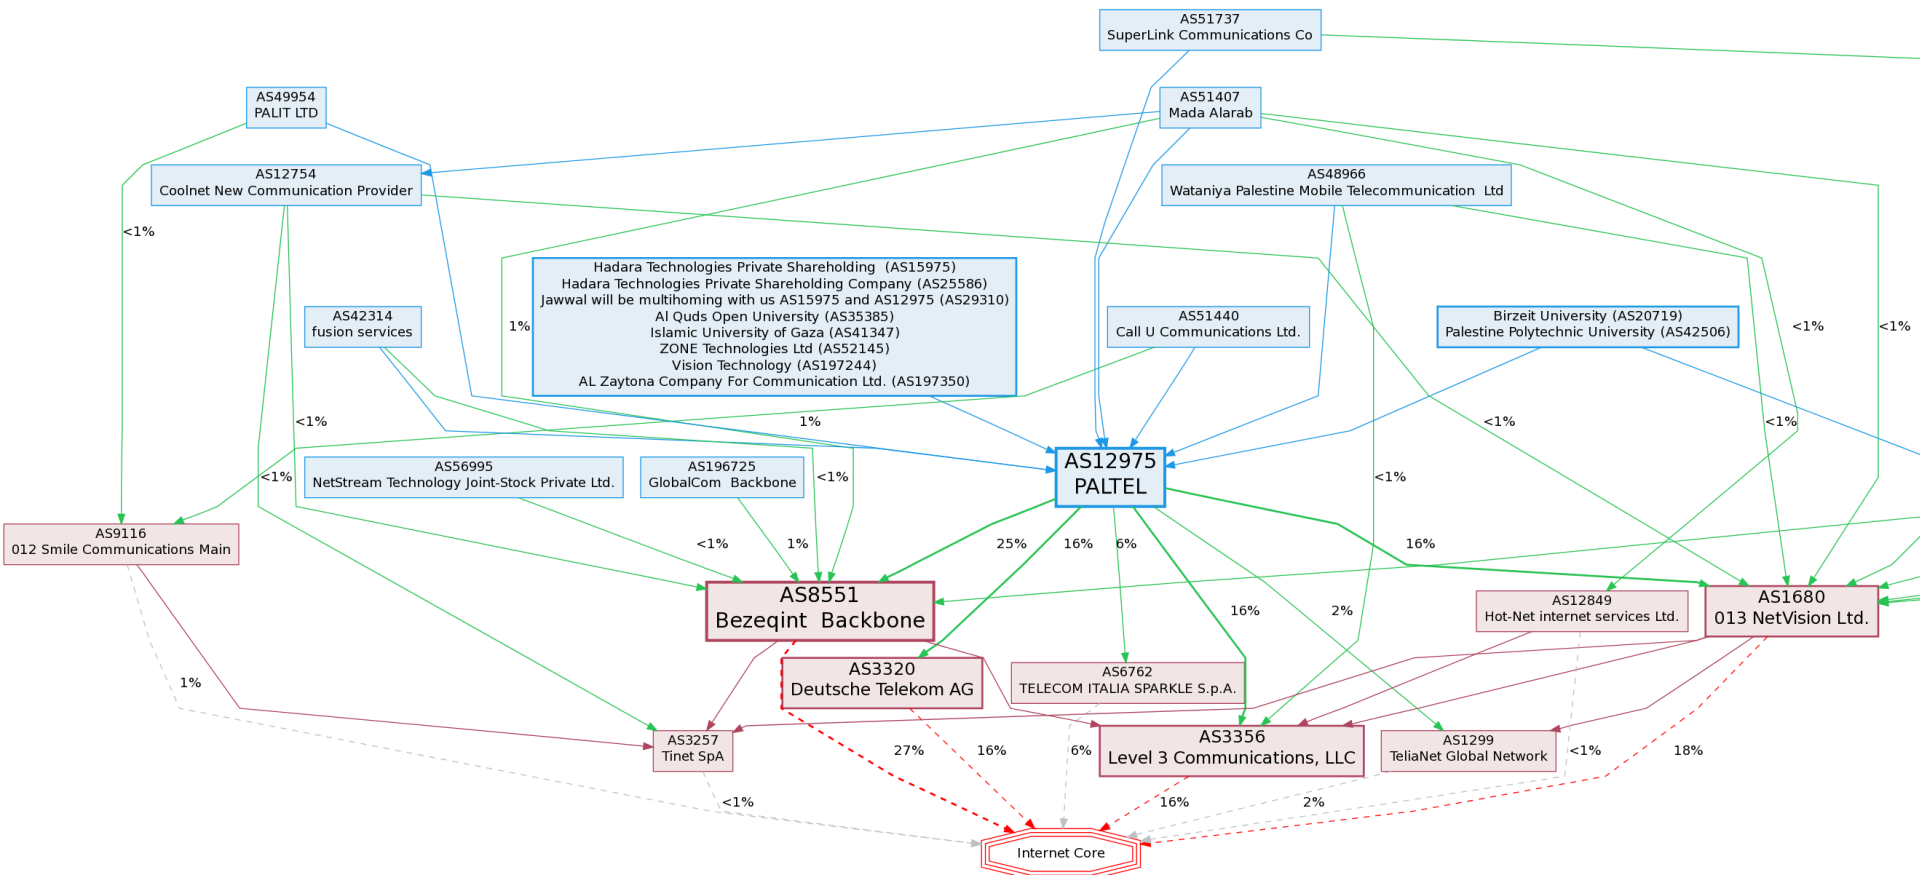 AS51737
SuperLink Communications Co
AS49954
PALIT LTD
AS51407
Mada Alarab
AS12754
Coolnet New Communication Provider
AS48966
Wataniya Palestine Mobile Telecommunication  Ltd
<1%
Hadara Technologies Private Shareholding  (AS15975)
Hadara Technologies Private Shareholding Company (AS25586)
Jawwal will be multihoming with us AS15975 and AS12975 (AS29310)
Al Quds Open University (AS35385)
Islamic University of Gaza (AS41347)
ZONE Technologies Ltd (AS52145)
Vision Technology (AS197244)
AL Zaytona Company For Communication Ltd. (AS197350)
AS42314
fusion services
1%
AS51440
Call U Communications Ltd.
Birzeit University (AS20719)
Palestine Polytechnic University (AS42506)
<1%
<1%
<1%
1%
<1%
<1%
AS12975
PALTEL
AS56995
NetStream Technology Joint-Stock Private Ltd.
AS196725
GlobalCom  Backbone
<1%
<1%
<1%
AS9116
012 Smile Communications Main
<1%
1%
25%
16%
6%
16%
AS8551
Bezeqint  Backbone
16%
2%
AS12849
Hot-Net internet services Ltd.
AS1680
013 NetVision Ltd.
AS3320
Deutsche Telekom AG
AS6762
TELECOM ITALIA SPARKLE S.p.A.
1%
AS3257
Tinet SpA
AS3356
Level 3 Communications, LLC
AS1299
TeliaNet Global Network
27%
16%
6%
<1%
18%
<1%
16%
2%
Internet Core